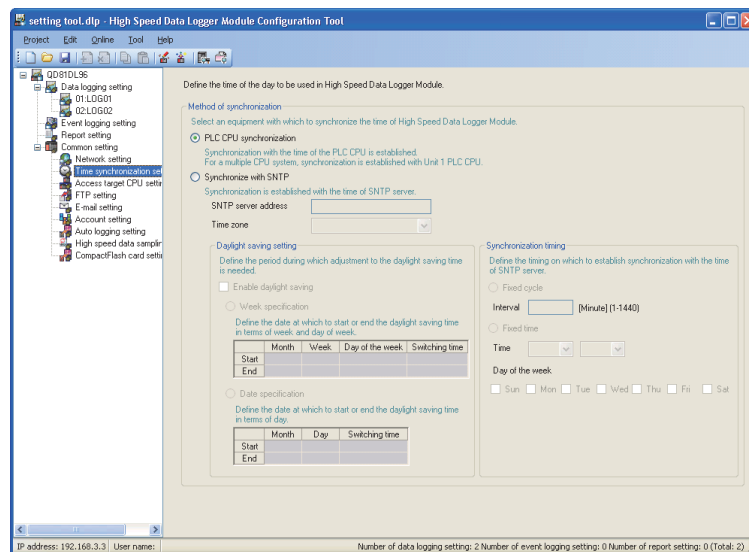 setting tool.dlp - High Speed Data Logger Module Configuration Tool
Project Edit Online Tool Help
QD81DL96
Data logging setting
01:LOG01
02:LOG02
Event logging setting
Report setting
Common setting
Network setting
Time synchronization se
Access target CPU settin
FTP setting
E-mail setting
Account setting
Auto logging setting
High speed data samplin
CompactFlash card setti
Define the time of the day to be used in High Speed Data Logger Module.
Method of synchronization
Select an equipment with which to synchronize the time of High Speed Data Logger Module.
PLC CPU synchronization
Synchronization with the time of the PLC CPU is established.
For a multiple CPU system, synchronization is established with Unit 1 PLC CPU.
Synchronize with SNTP
Synchronization is established with the time of SNTP server.
SNTP server address
Time zone
Daylight saving setting
Define the period during which adjustment to the daylight saving time
is needed.
Enable daylight saving
Week specification
Define the date at which to start or end the daylight saving time
in terms of week and day of week.
Month Week Day of the week Switching time
Start
End
Date specification
Define the date at which to start or end the daylight saving time
in terms of day.
Month Day Switching time
Start
End
Synchronization timing
Define the timing on which to establish synchronization with the time
of SNTP server.
Fixed cycle
Interval [Minute] (1-1440)
Fixed time
Time
Day of the week
Sun Mon Tue Wed Thu Fri Sat
IP address: 192.168.3.3 User name: Number of data logging setting: 2 Number of event logging setting: 0 Number of report setting: 0 (Total: 2)